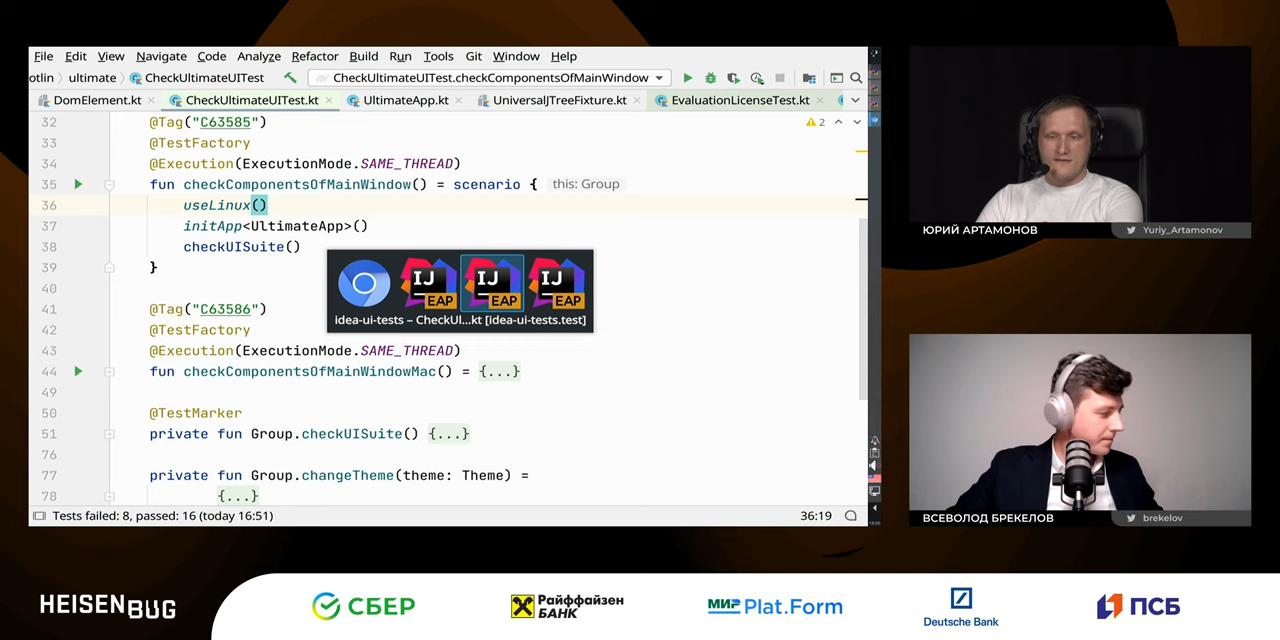 File Edit View Navigate Code Analyze Refactor Build Run Tools Git Window Help
otlin ultimate CheckUltimateUITest CheckUltimateUITest.checkComponentsOfMainWindow
DomElement.kt CheckUltimateUITest.kt UltimateApp.kt UniversalJTreeFixture.kt EvaluationLicenseTest.kt
32 @Tag("C63585") 2
33 @TestFactory
34 @Execution(ExecutionMode.SAME_THREAD)
35 fun checkComponentsOfMainWindow() = scenario { this: Group
36 useLinux()
37 initApp<UltimateApp>()
38 checkUISuite()
39 }
40
41 @Tag("C63586")
42 @TestFactory
43 @Execution(ExecutionMode.SAME_THREAD)
44 fun checkComponentsOfMainWindowMac() = {...}
49
50 @TestMarker
51 private fun Group.checkUISuite() {...}
76
77 private fun Group.changeTheme(theme: Theme) =
78 {...}
IJ EAP IJ EAP IJ EAP
idea-ui-tests – CheckUI...kt [idea-ui-tests.test]
Tests failed: 8, passed: 16 (today 16:51) 36:19
ЮРИЙ АРТАМОНОВ Yuriy_Artamonov
ВСЕВОЛОД БРЕКЕЛОВ brekelov
HEISENBUG
СБЕР
Райффайзен
БАНК
МИР Plat.Form
Deutsche Bank
ПСБ